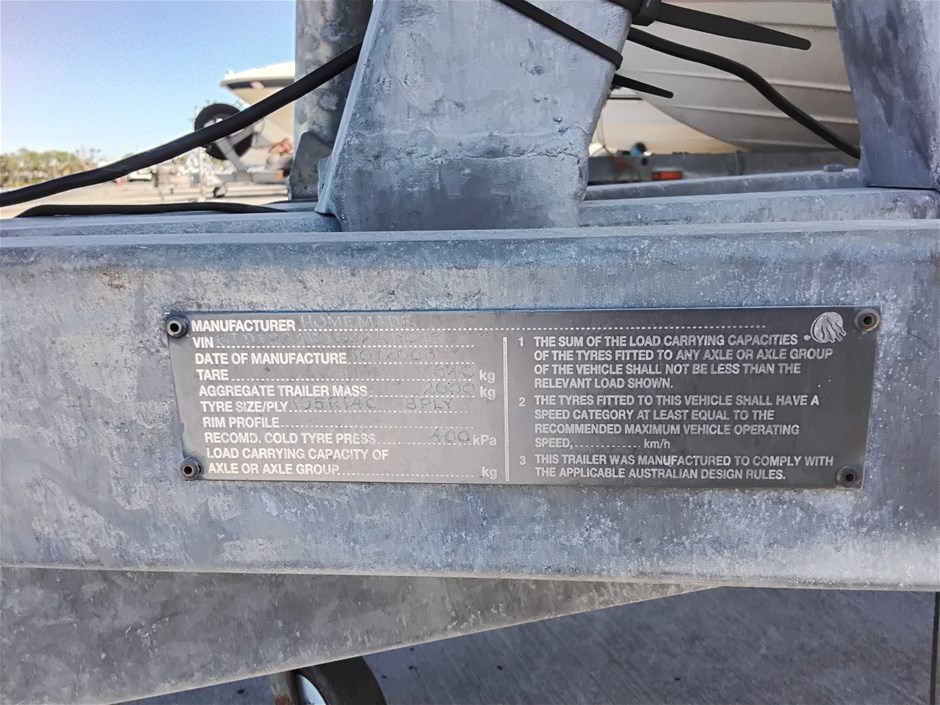 MANUFACTURER HOME MADE
VIN
DATE OF MANUFACTURE
TARE kg
AGGREGATE TRAILER MASS kg
TYRE SIZE/PLY 8PLY
RIM PROFILE
RECOMD. COLD TYRE PRESS kPa
LOAD CARRYING CAPACITY OF
AXLE OR AXLE GROUP kg
1 THE SUM OF THE LOAD CARRYING CAPACITIES
OF THE TYRES FITTED TO ANY AXLE OR AXLE GROUP
OF THE VEHICLE SHALL NOT BE LESS THAN THE
RELEVANT LOAD SHOWN.
2 THE TYRES FITTED TO THIS VEHICLE SHALL HAVE A
SPEED CATEGORY AT LEAST EQUAL TO THE
RECOMMENDED MAXIMUM VEHICLE OPERATING
SPEED, km/h
3 THIS TRAILER WAS MANUFACTURED TO COMPLY WITH
THE APPLICABLE AUSTRALIAN DESIGN RULES.